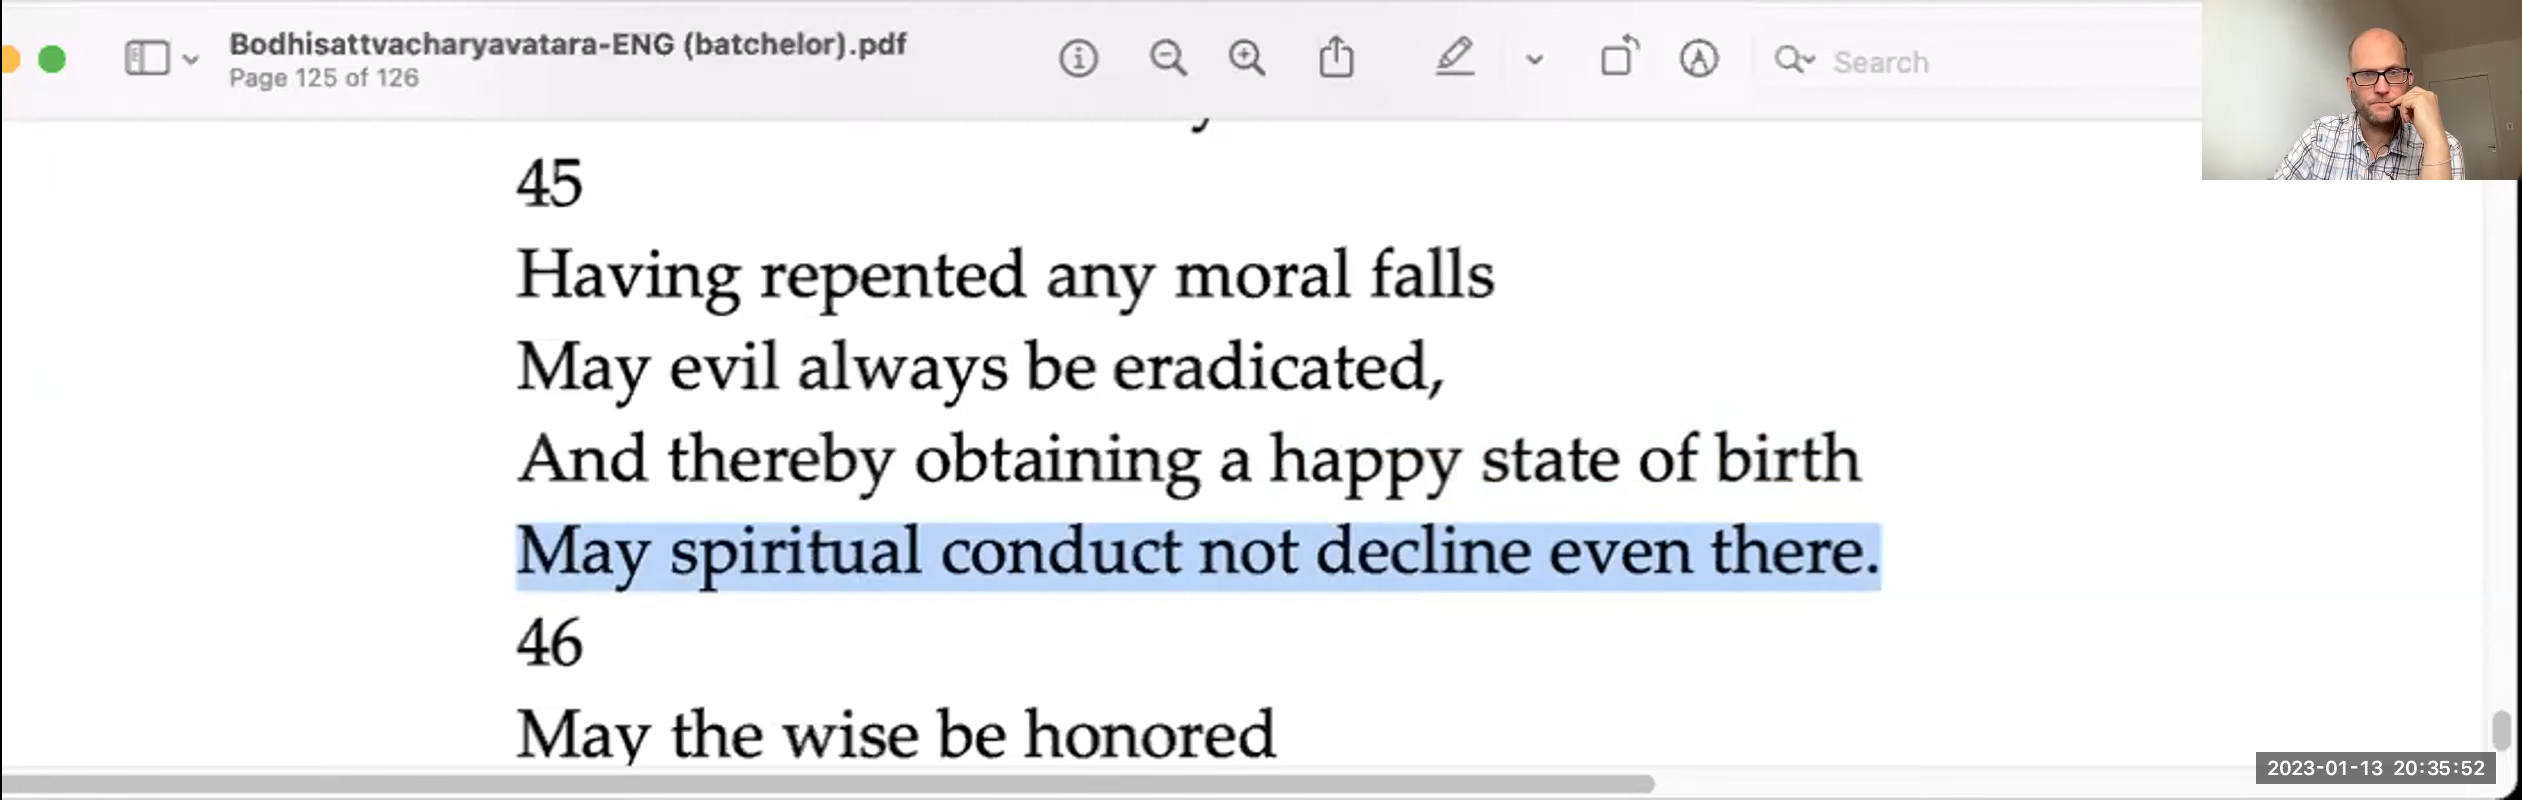 Bodhisattvacharyavatara-ENG (batchelor).pdf
Page 125 of 126
Search
45
Having repented any moral falls
May evil always be eradicated,
And thereby obtaining a happy state of birth
May spiritual conduct not decline even there.
46
May the wise be honored
2023-01-13 20:35:52